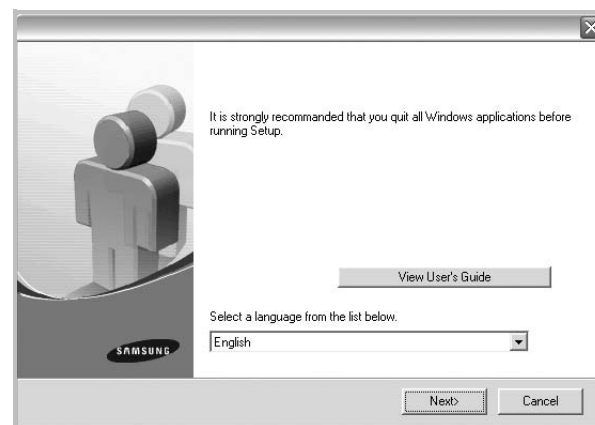 It is strongly recommanded that you quit all Windows applications before
running Setup.
View User's Guide
Select a language from the list below.
English
SAMSUNG
Next>
Cancel